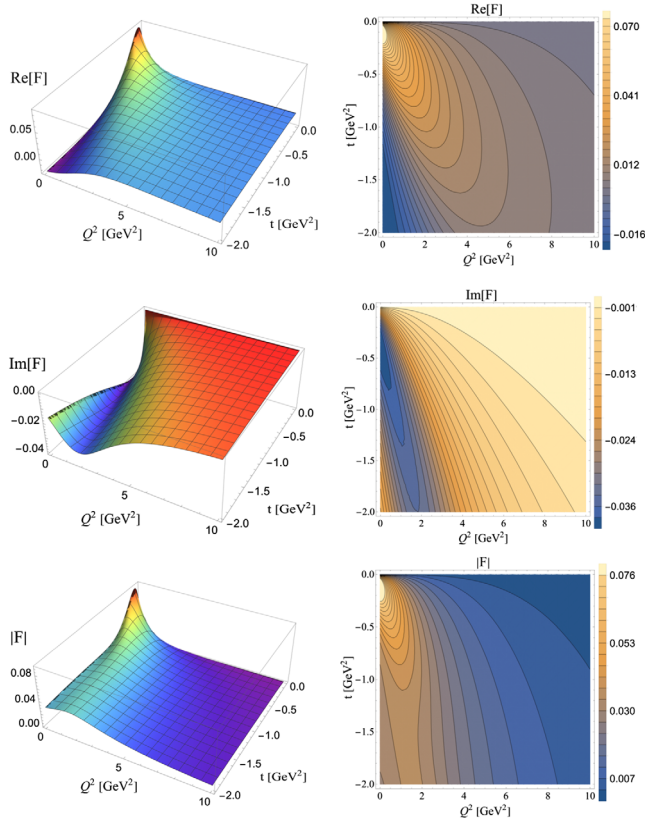 Re[F]
0.05
0.00
0
5
10
Q² [GeV²]
0.0
−0.5
−1.0
−1.5
−2.0
t [GeV²]
Re[F]
0.0
−0.5
−1.0
−1.5
−2.0
t [GeV²]
0 2 4 6 8 10
Q² [GeV²]
0.070
0.041
0.012
−0.016
Im[F]
0.00
−0.02
−0.04
0
5
10
Q² [GeV²]
0.0
−0.5
−1.0
−1.5
−2.0
t [GeV²]
Im[F]
0.0
−0.5
−1.0
−1.5
−2.0
t [GeV²]
0 2 4 6 8 10
Q² [GeV²]
−0.001
−0.013
−0.024
−0.036
|F|
0.08
0.04
0.00
0
5
10
Q² [GeV²]
0.0
−0.5
−1.0
−1.5
−2.0
t [GeV²]
|F|
0.0
−0.5
−1.0
−1.5
−2.0
t [GeV²]
0 2 4 6 8 10
Q² [GeV²]
0.076
0.053
0.030
0.007